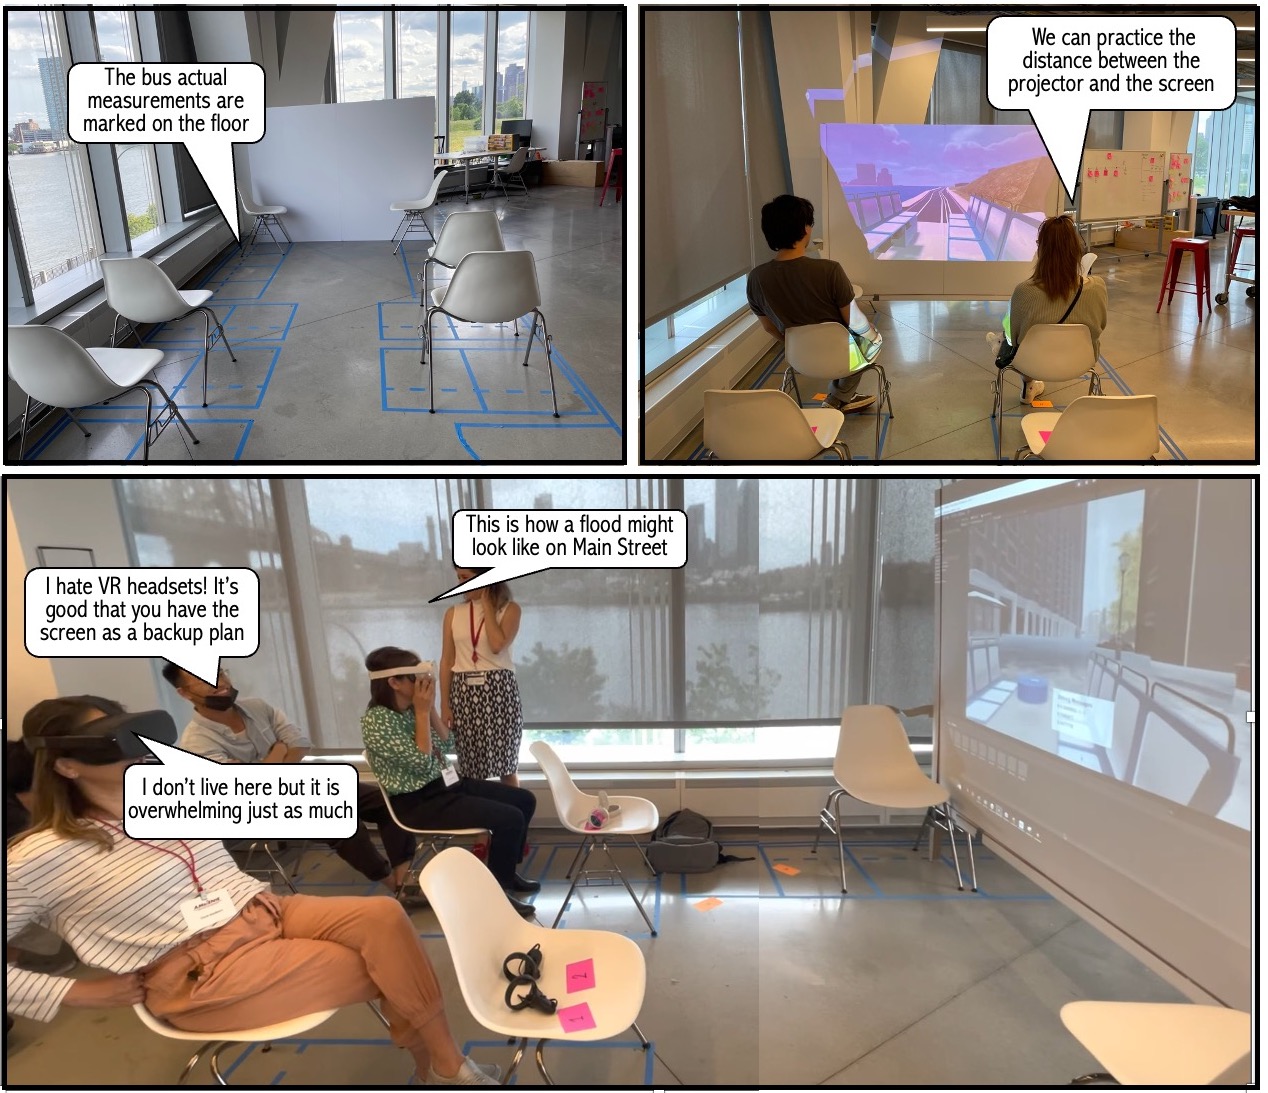 The bus actual
measurements are
marked on the floor
We can practice the
distance between the
projector and the screen
This is how a flood might
look like on Main Street
I hate VR headsets! It's
good that you have the
screen as a backup plan
I don't live here but it is
overwhelming just as much
2
1